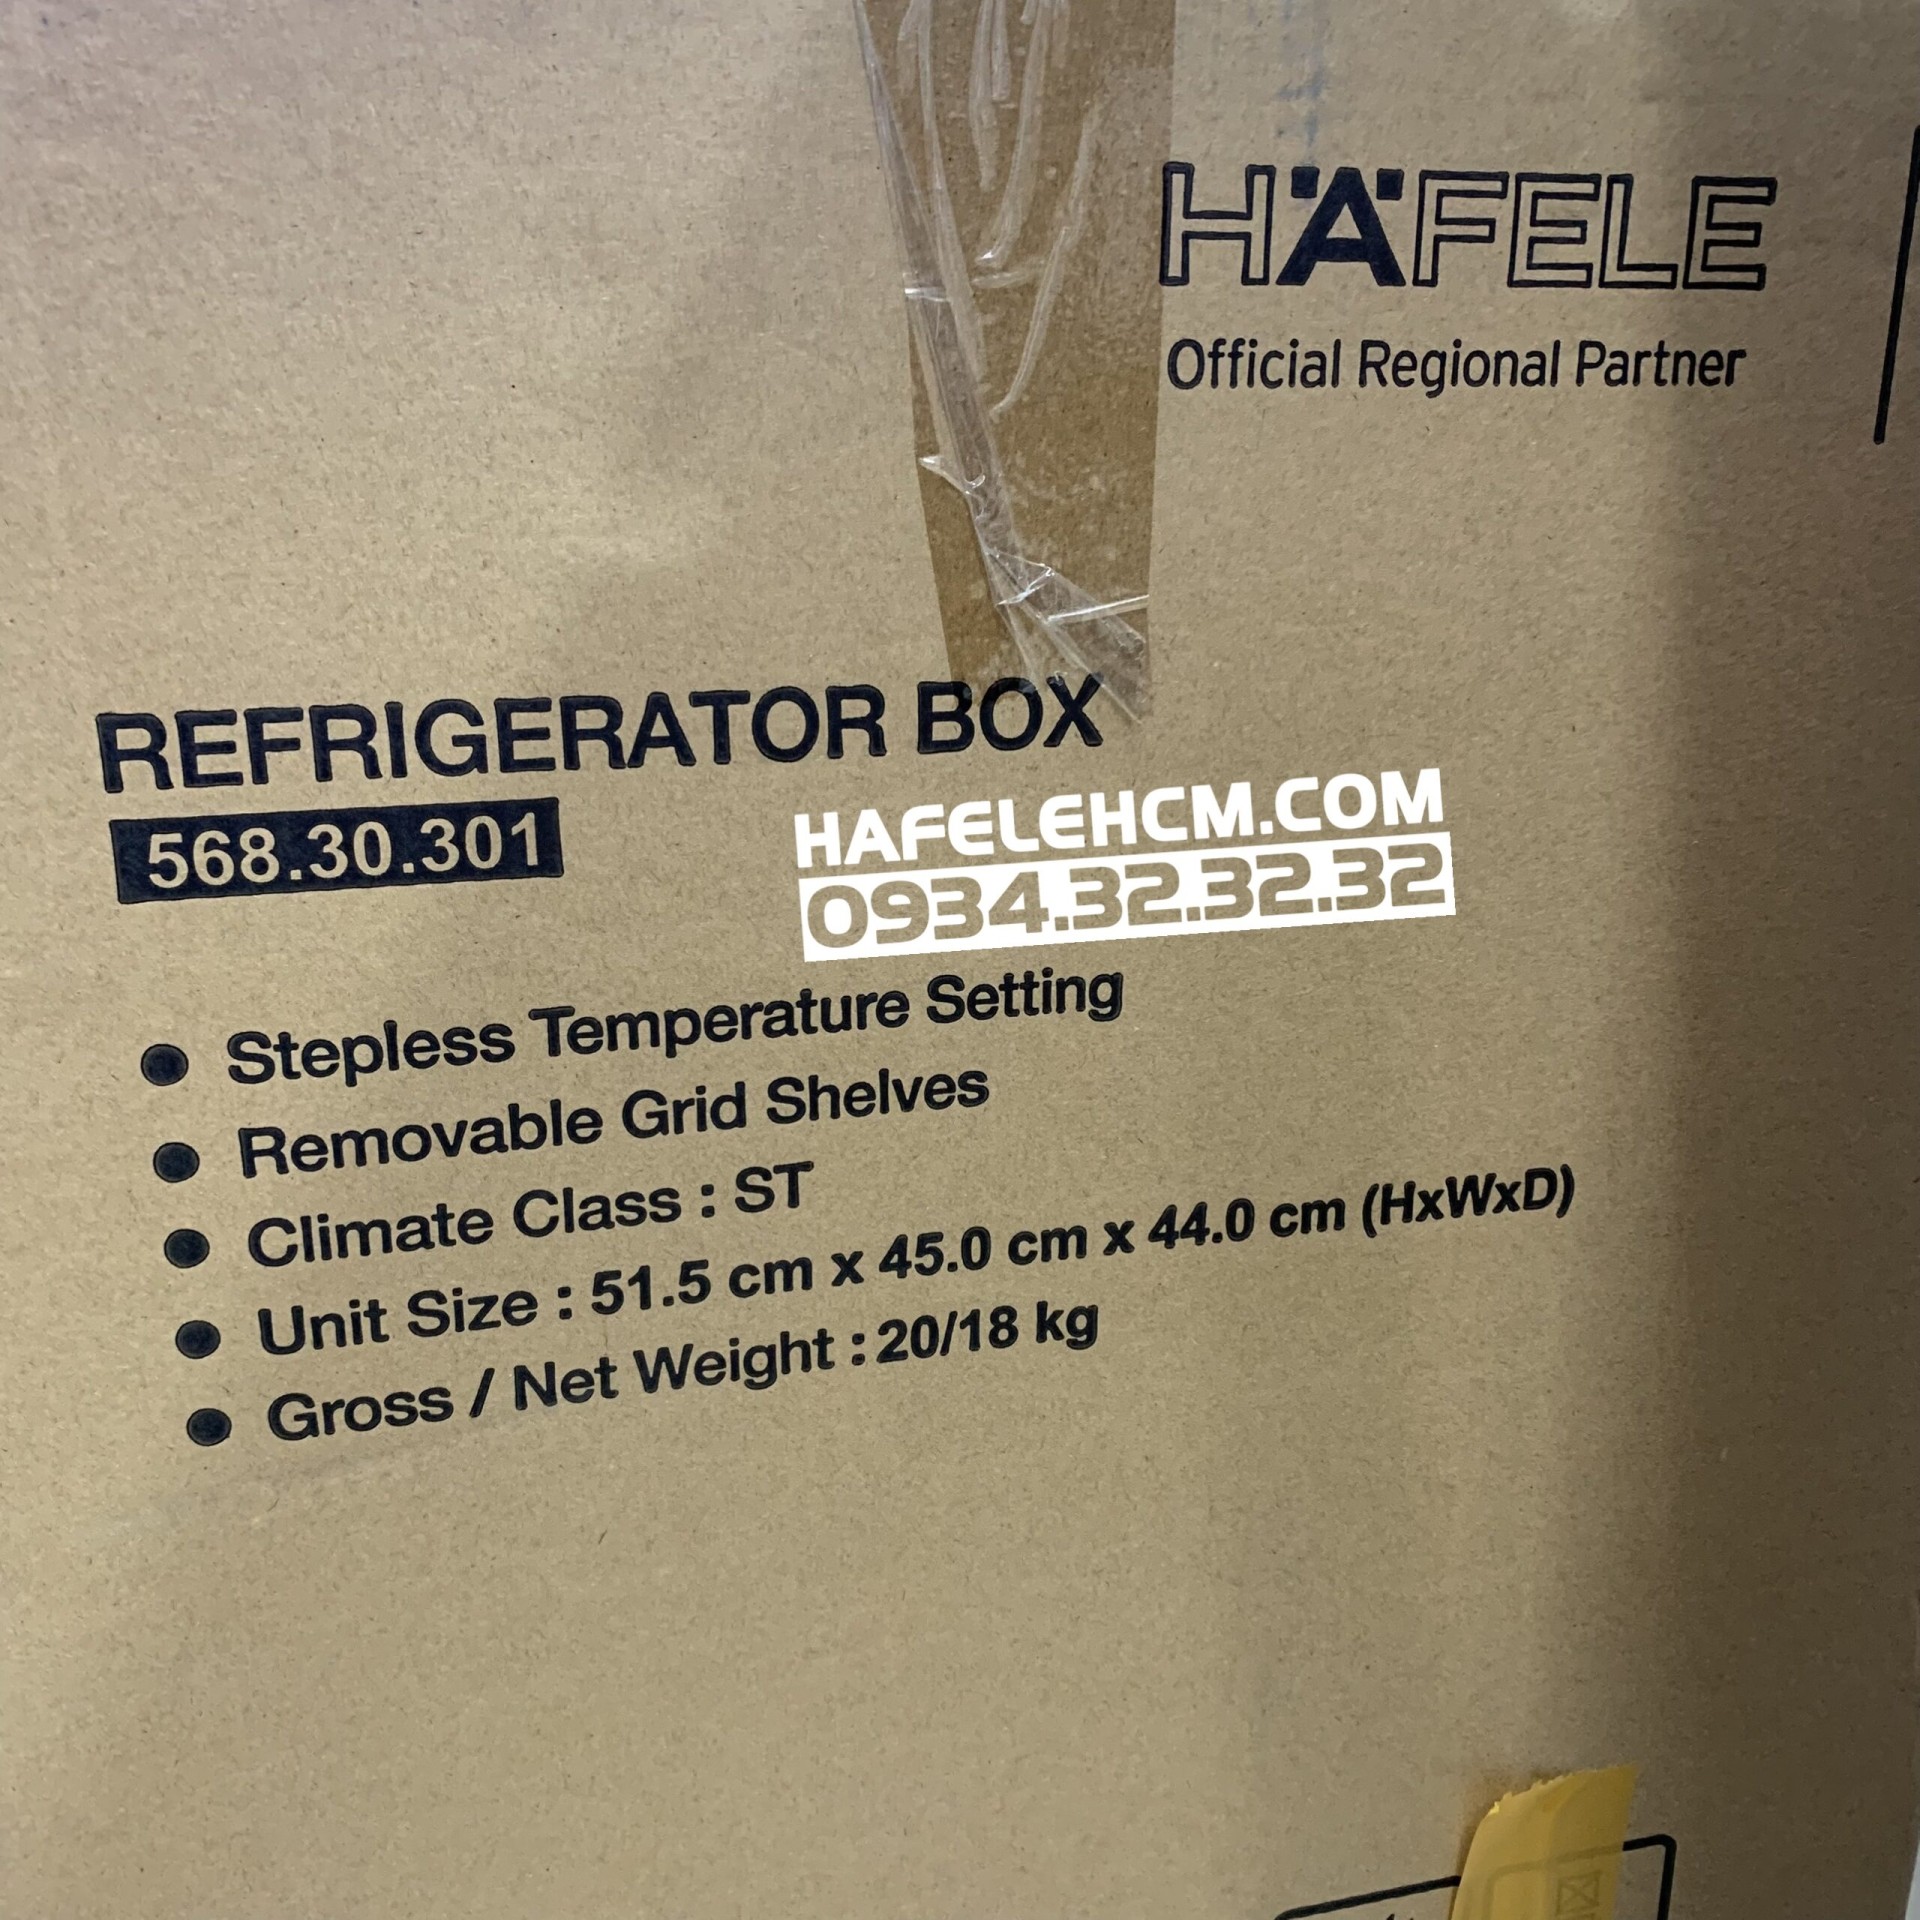 HÄFELE
Official Regional Partner
REFRIGERATOR BOX
568.30.301
HAFELEHCM.COM
0934.32.32.32
● Stepless Temperature Setting
● Removable Grid Shelves
● Climate Class : ST
● Unit Size : 51.5 cm x 45.0 cm x 44.0 cm (HxWxD)
● Gross / Net Weight : 20/18 kg